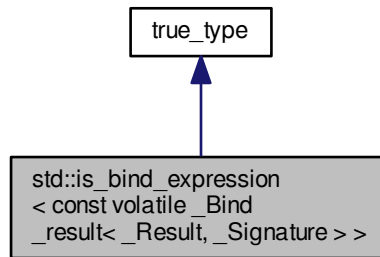 true_type
std::is_bind_expression
< const volatile _Bind
_result< _Result, _Signature > >